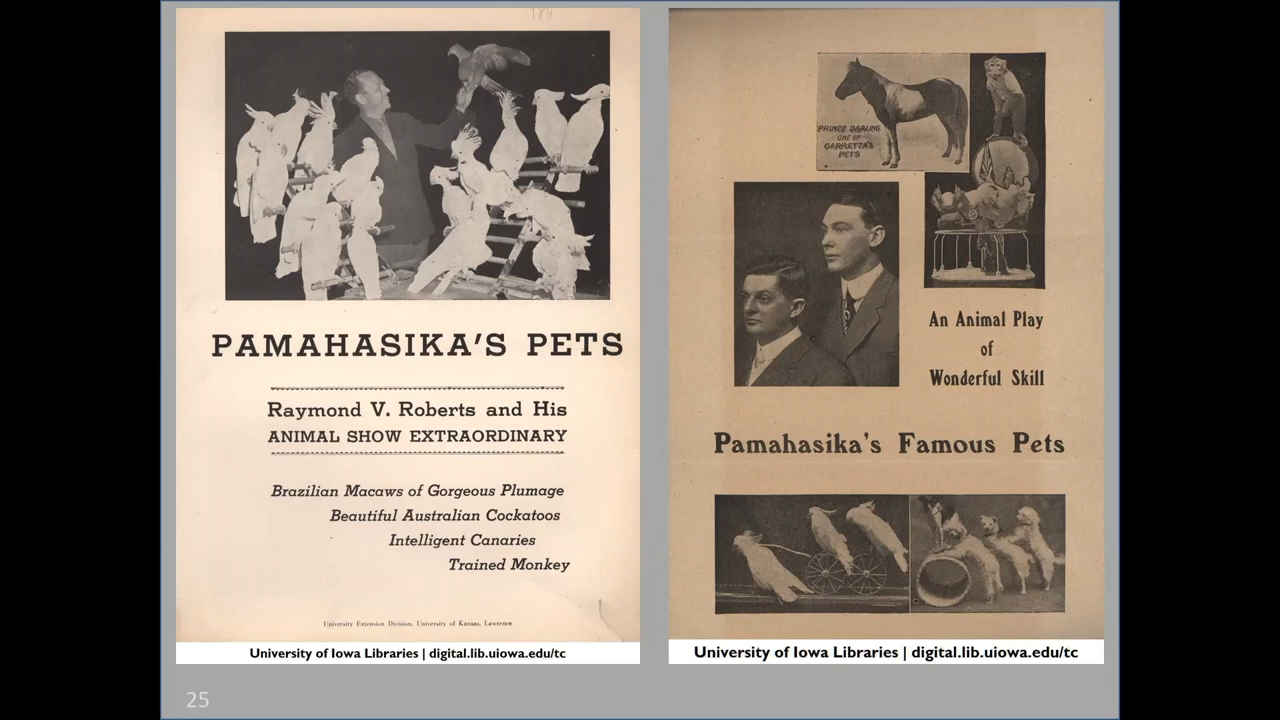 PAMAHASIKA'S PETS
Raymond V. Roberts and His
ANIMAL SHOW EXTRAORDINARY
Brazilian Macaws of Gorgeous Plumage
Beautiful Australian Cockatoos
Intelligent Canaries
Trained Monkey
University Extension Division, University of Kansas, Lawrence
University of Iowa Libraries | digital.lib.uiowa.edu/tc
PRINCE DARLING
ONE OF
GARRETTA'S
PETS.
An Animal Play
of
Wonderful Skill
Pamahasika's Famous Pets
University of Iowa Libraries | digital.lib.uiowa.edu/tc
25